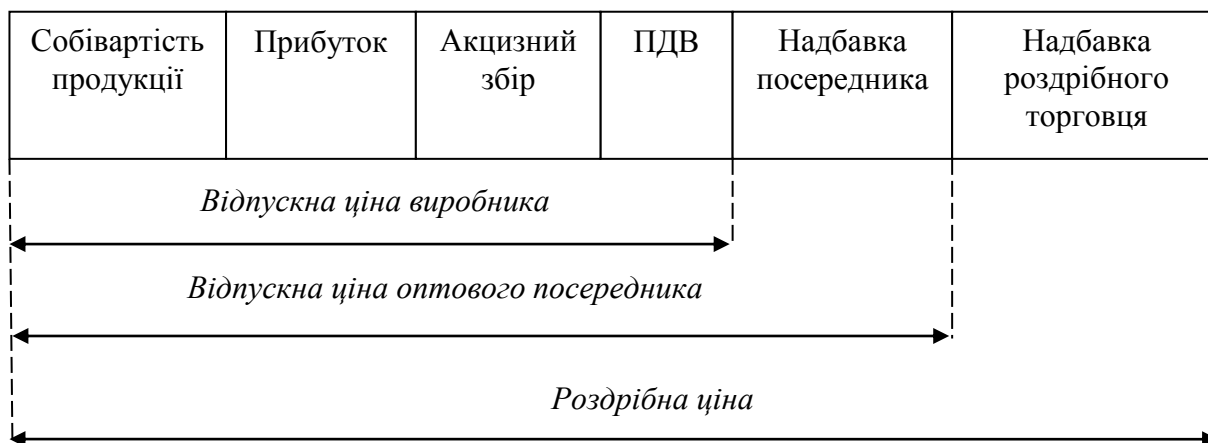 Собівартість Прибуток Акцизний ПДВ Надбавка Надбавка
продукції збір посередника роздрібного
торговця
Відпускна ціна виробника
Відпускна ціна оптового посередника
Роздрібна ціна